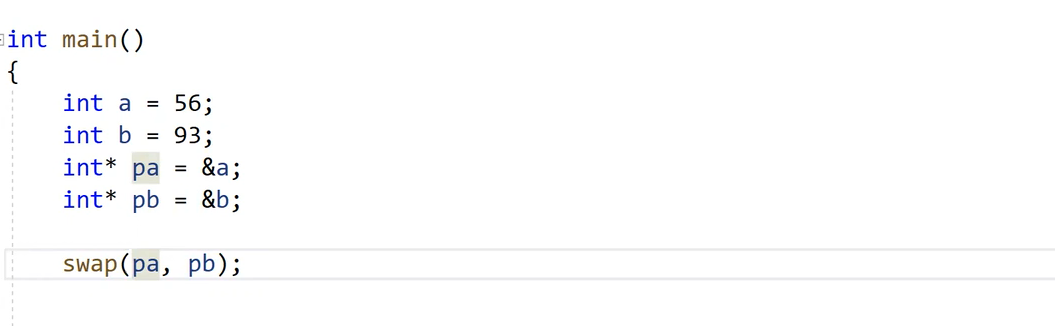 int main()
{
    int a = 56;
    int b = 93;
    int* pa = &a;
    int* pb = &b;
    swap(pa, pb);